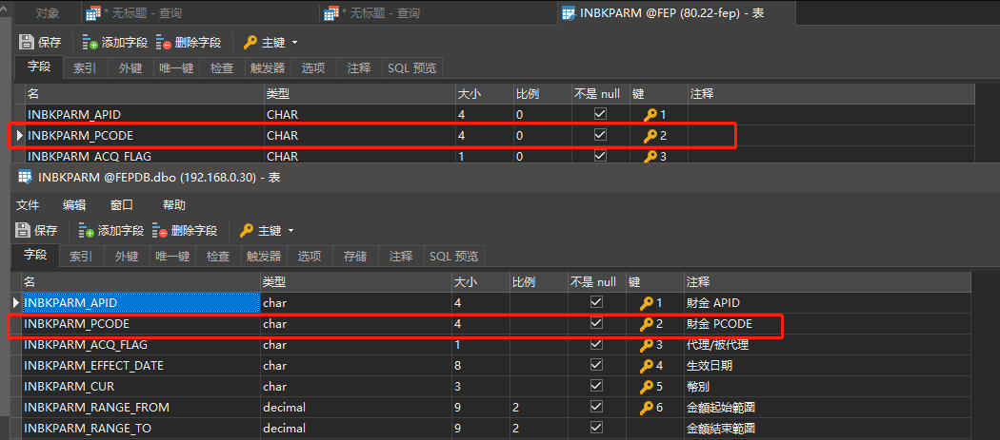 对象 * 无标题 - 查询 * 无标题 - 查询 INBKPARM @FEP (80.22-fep) - 表
保存 添加字段 删除字段 主键
字段 索引 外键 唯一键 检查 触发器 选项 注释 SQL 预览
名 类型 大小 比例 不是 null 键 注释
INBKPARM_APID CHAR 4 0 1
INBKPARM_PCODE CHAR 4 0 2
INBKPARM_ACQ_FLAG CHAR 1 0 3
INBKPARM @FEPDB.dbo (192.168.0.30) - 表
文件 编辑 窗口 帮助
保存 添加字段 删除字段 主键
字段 索引 外键 唯一键 检查 触发器 选项 存储 注释 SQL 预览
名 类型 大小 比例 不是 null 键 注释
INBKPARM_APID char 4 1 財金 APID
INBKPARM_PCODE char 4 2 財金 PCODE
INBKPARM_ACQ_FLAG char 1 3 代理/被代理
INBKPARM_EFFECT_DATE char 8 4 生效日期
INBKPARM_CUR char 3 5 幣別
INBKPARM_RANGE_FROM decimal 9 2 6 金額起始範圍
INBKPARM_RANGE_TO decimal 9 2 金額結束範圍